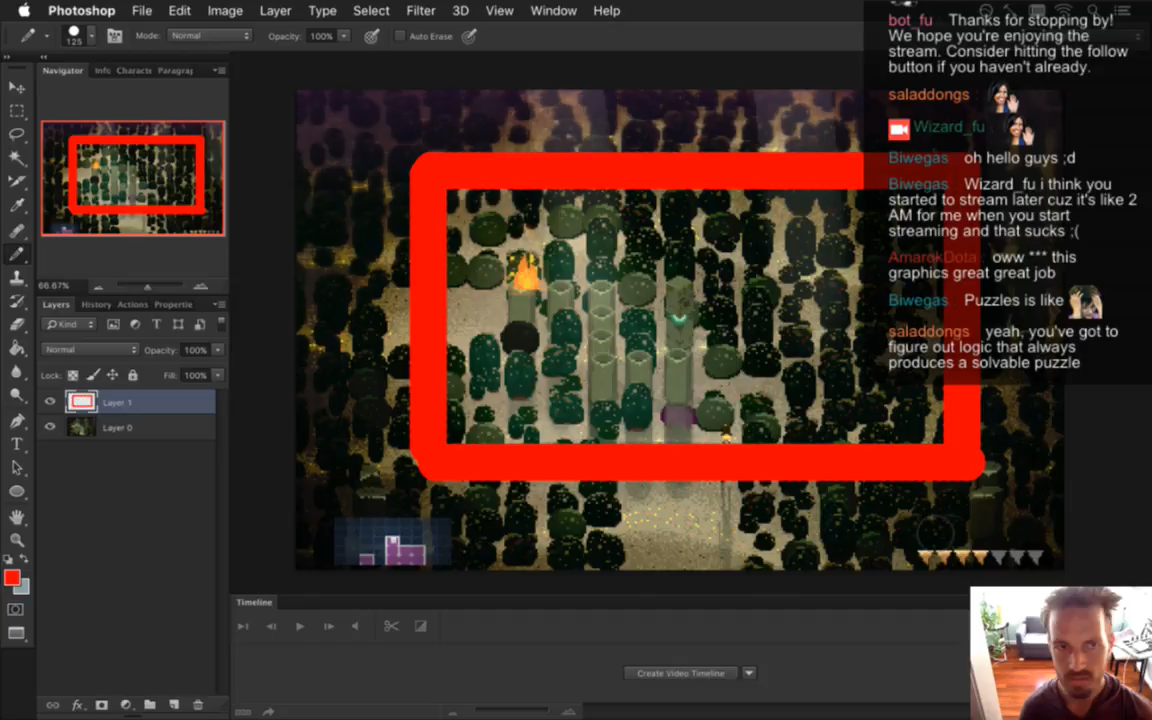 Photoshop File Edit Image Layer Type Select Filter 3D View Window Help
125 Mode: Normal Opacity: 100% Auto Erase
Navigator Info Characte Paragrap
66.67%
Layers History Actions Propertie
Kind
Normal Opacity: 100%
Lock: Fill: 100%
Layer 1
Layer 0
Timeline
Create Video Timeline
bot_fu Thanks for stopping by!
We hope you're enjoying the
stream. Consider hitting the follow
button if you haven't already.
saladdongs
Wizard_fu
Biwegas oh hello guys ;d
Biwegas Wizard_fu i think you
started to stream later cuz it's like 2
AM for me when you start
streaming and that sucks ;(
AmarokDota oww *** this
graphics great great job
Biwegas Puzzles is like
saladdongs yeah, you've got to
figure out logic that always
produces a solvable puzzle